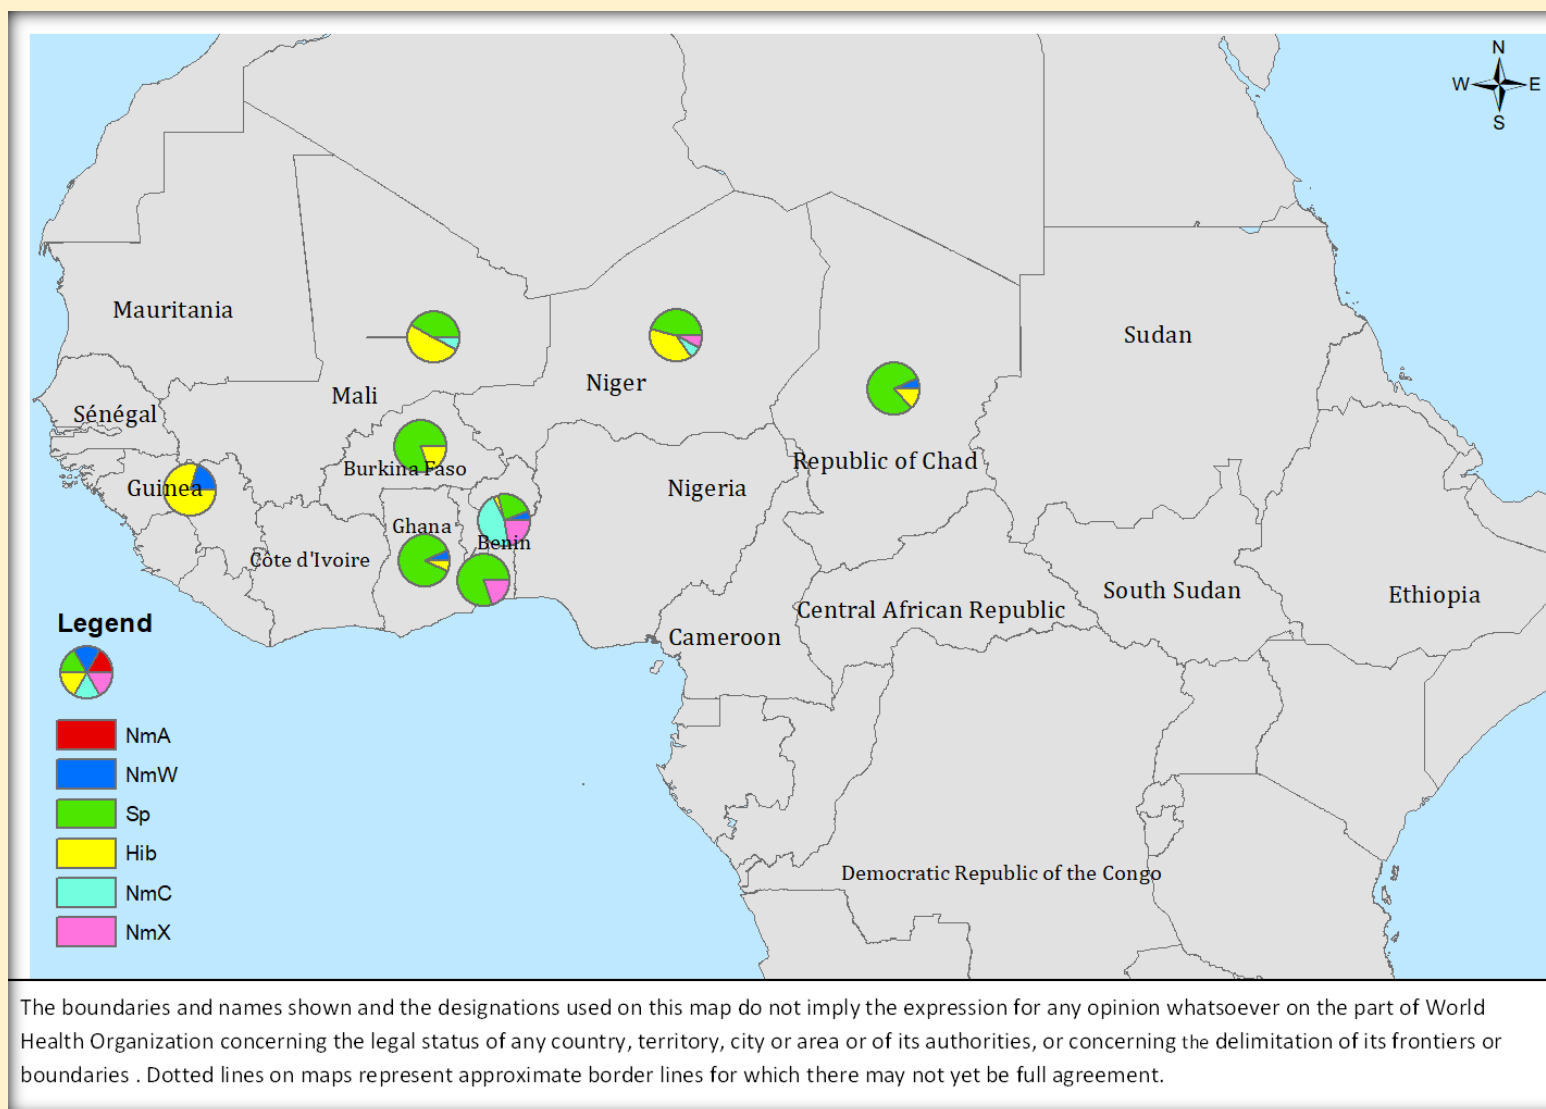 N
W E
S
Mauritania
Sudan
Niger
Mali
Sénégal
Republic of Chad
Burkina Faso
Guinea
Nigeria
Ghana
Benin
Côte d'Ivoire
South Sudan
Ethiopia
Central African Republic
Cameroon
Legend
NmA
NmW
Sp
Hib
Democratic Republic of the Congo
NmC
NmX
The boundaries and names shown and the designations used on this map do not imply the expression for any opinion whatsoever on the part of World
Health Organization concerning the legal status of any country, territory, city or area or of its authorities, or concerning the delimitation of its frontiers or
boundaries . Dotted lines on maps represent approximate border lines for which there may not yet be full agreement.